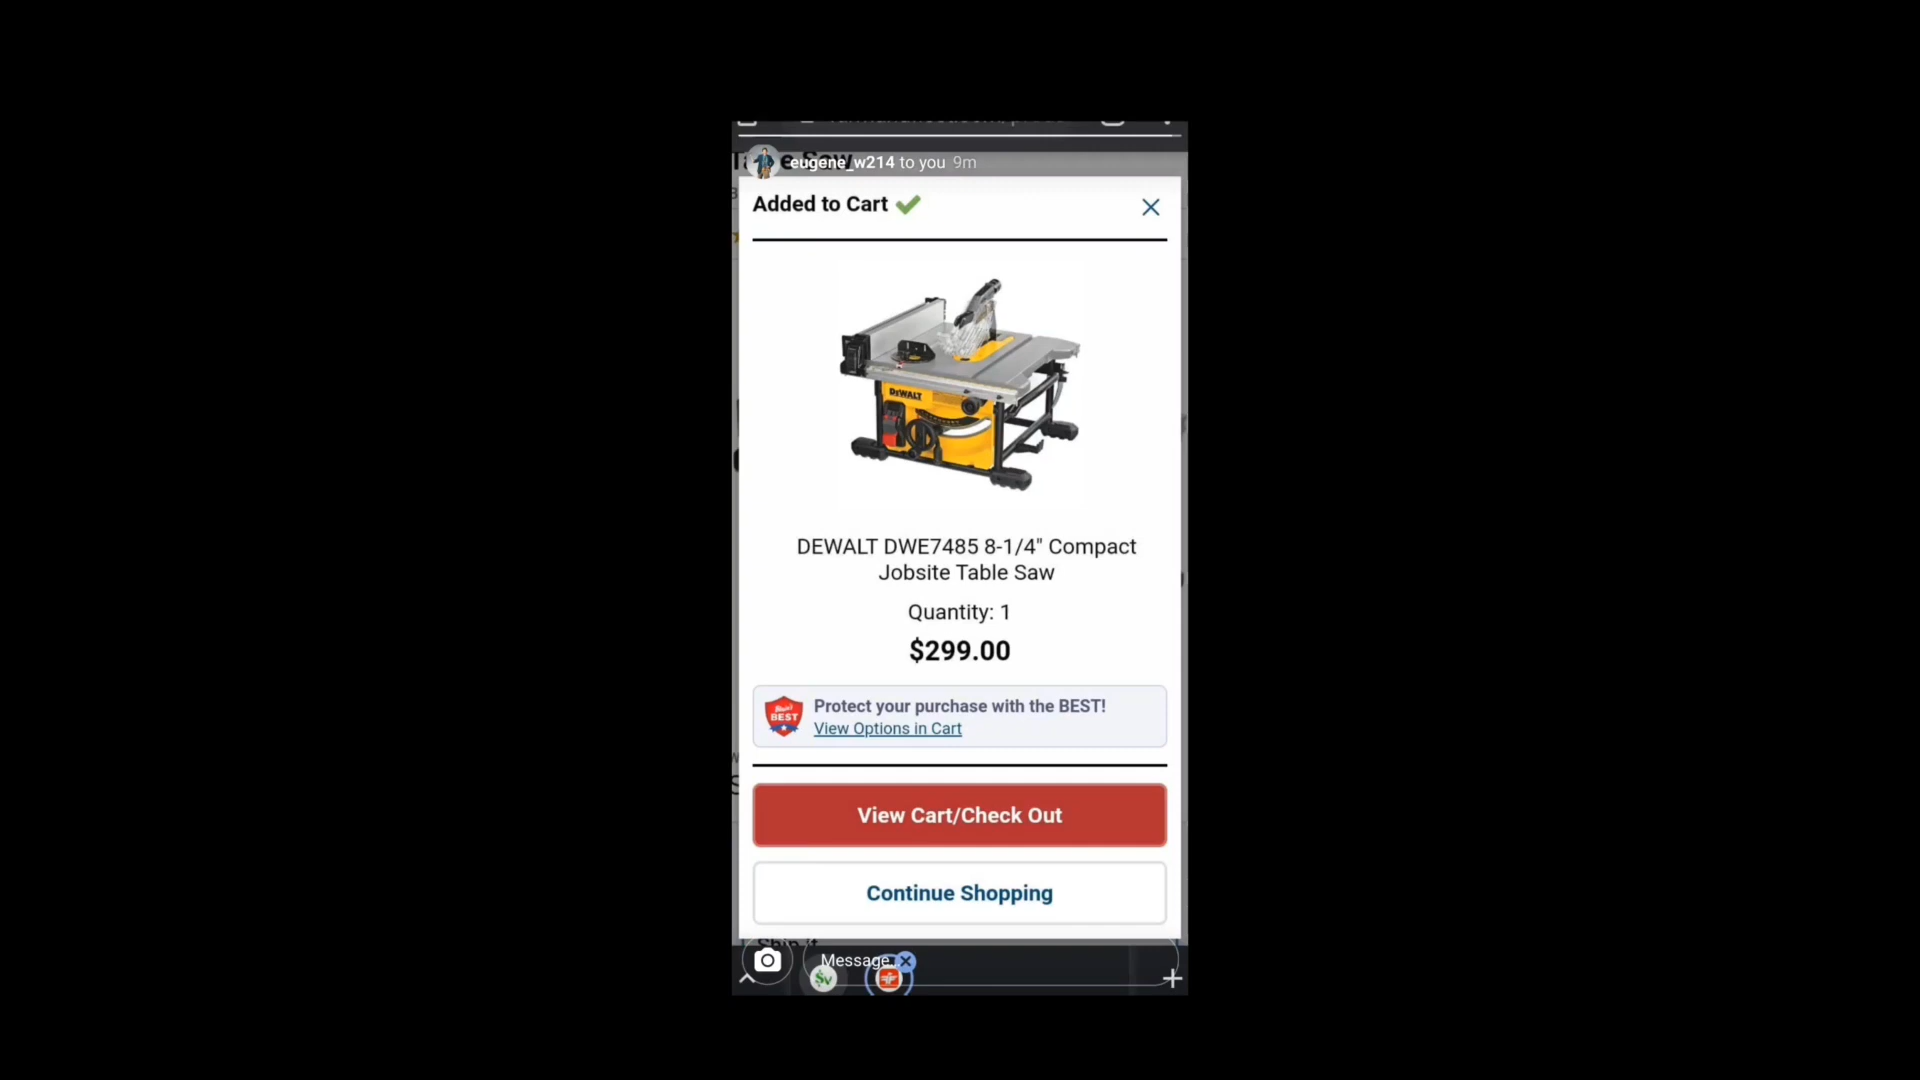 eugene_w214 to you 9m
Added to Cart
DEWALT
DEWALT DWE7485 8-1/4" Compact
Jobsite Table Saw
Quantity: 1
$299.00
BEST
Protect your purchase with the BEST!
View Options in Cart
View Cart/Check Out
Continue Shopping
Ship it
Message...